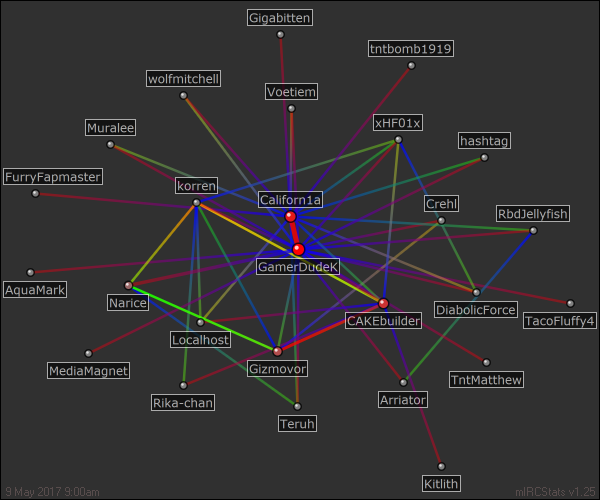 Gigabitten
tntbomb1919
wolfmitchell
Voetiem
xHF01x
Muralee
hashtag
FurryFapmaster
korren
Californ1a
Crehl
RbdJellyfish
GamerDudeK
AquaMark
Narice
DiabolicForce
TacoFluffy4
CAKEbuilder
Localhost
MediaMagnet
Gizmovor
TntMatthew
Rika-chan
Arriator
Teruh
Kitlith
9 May 2017 9:00am
mIRCStats v1.25